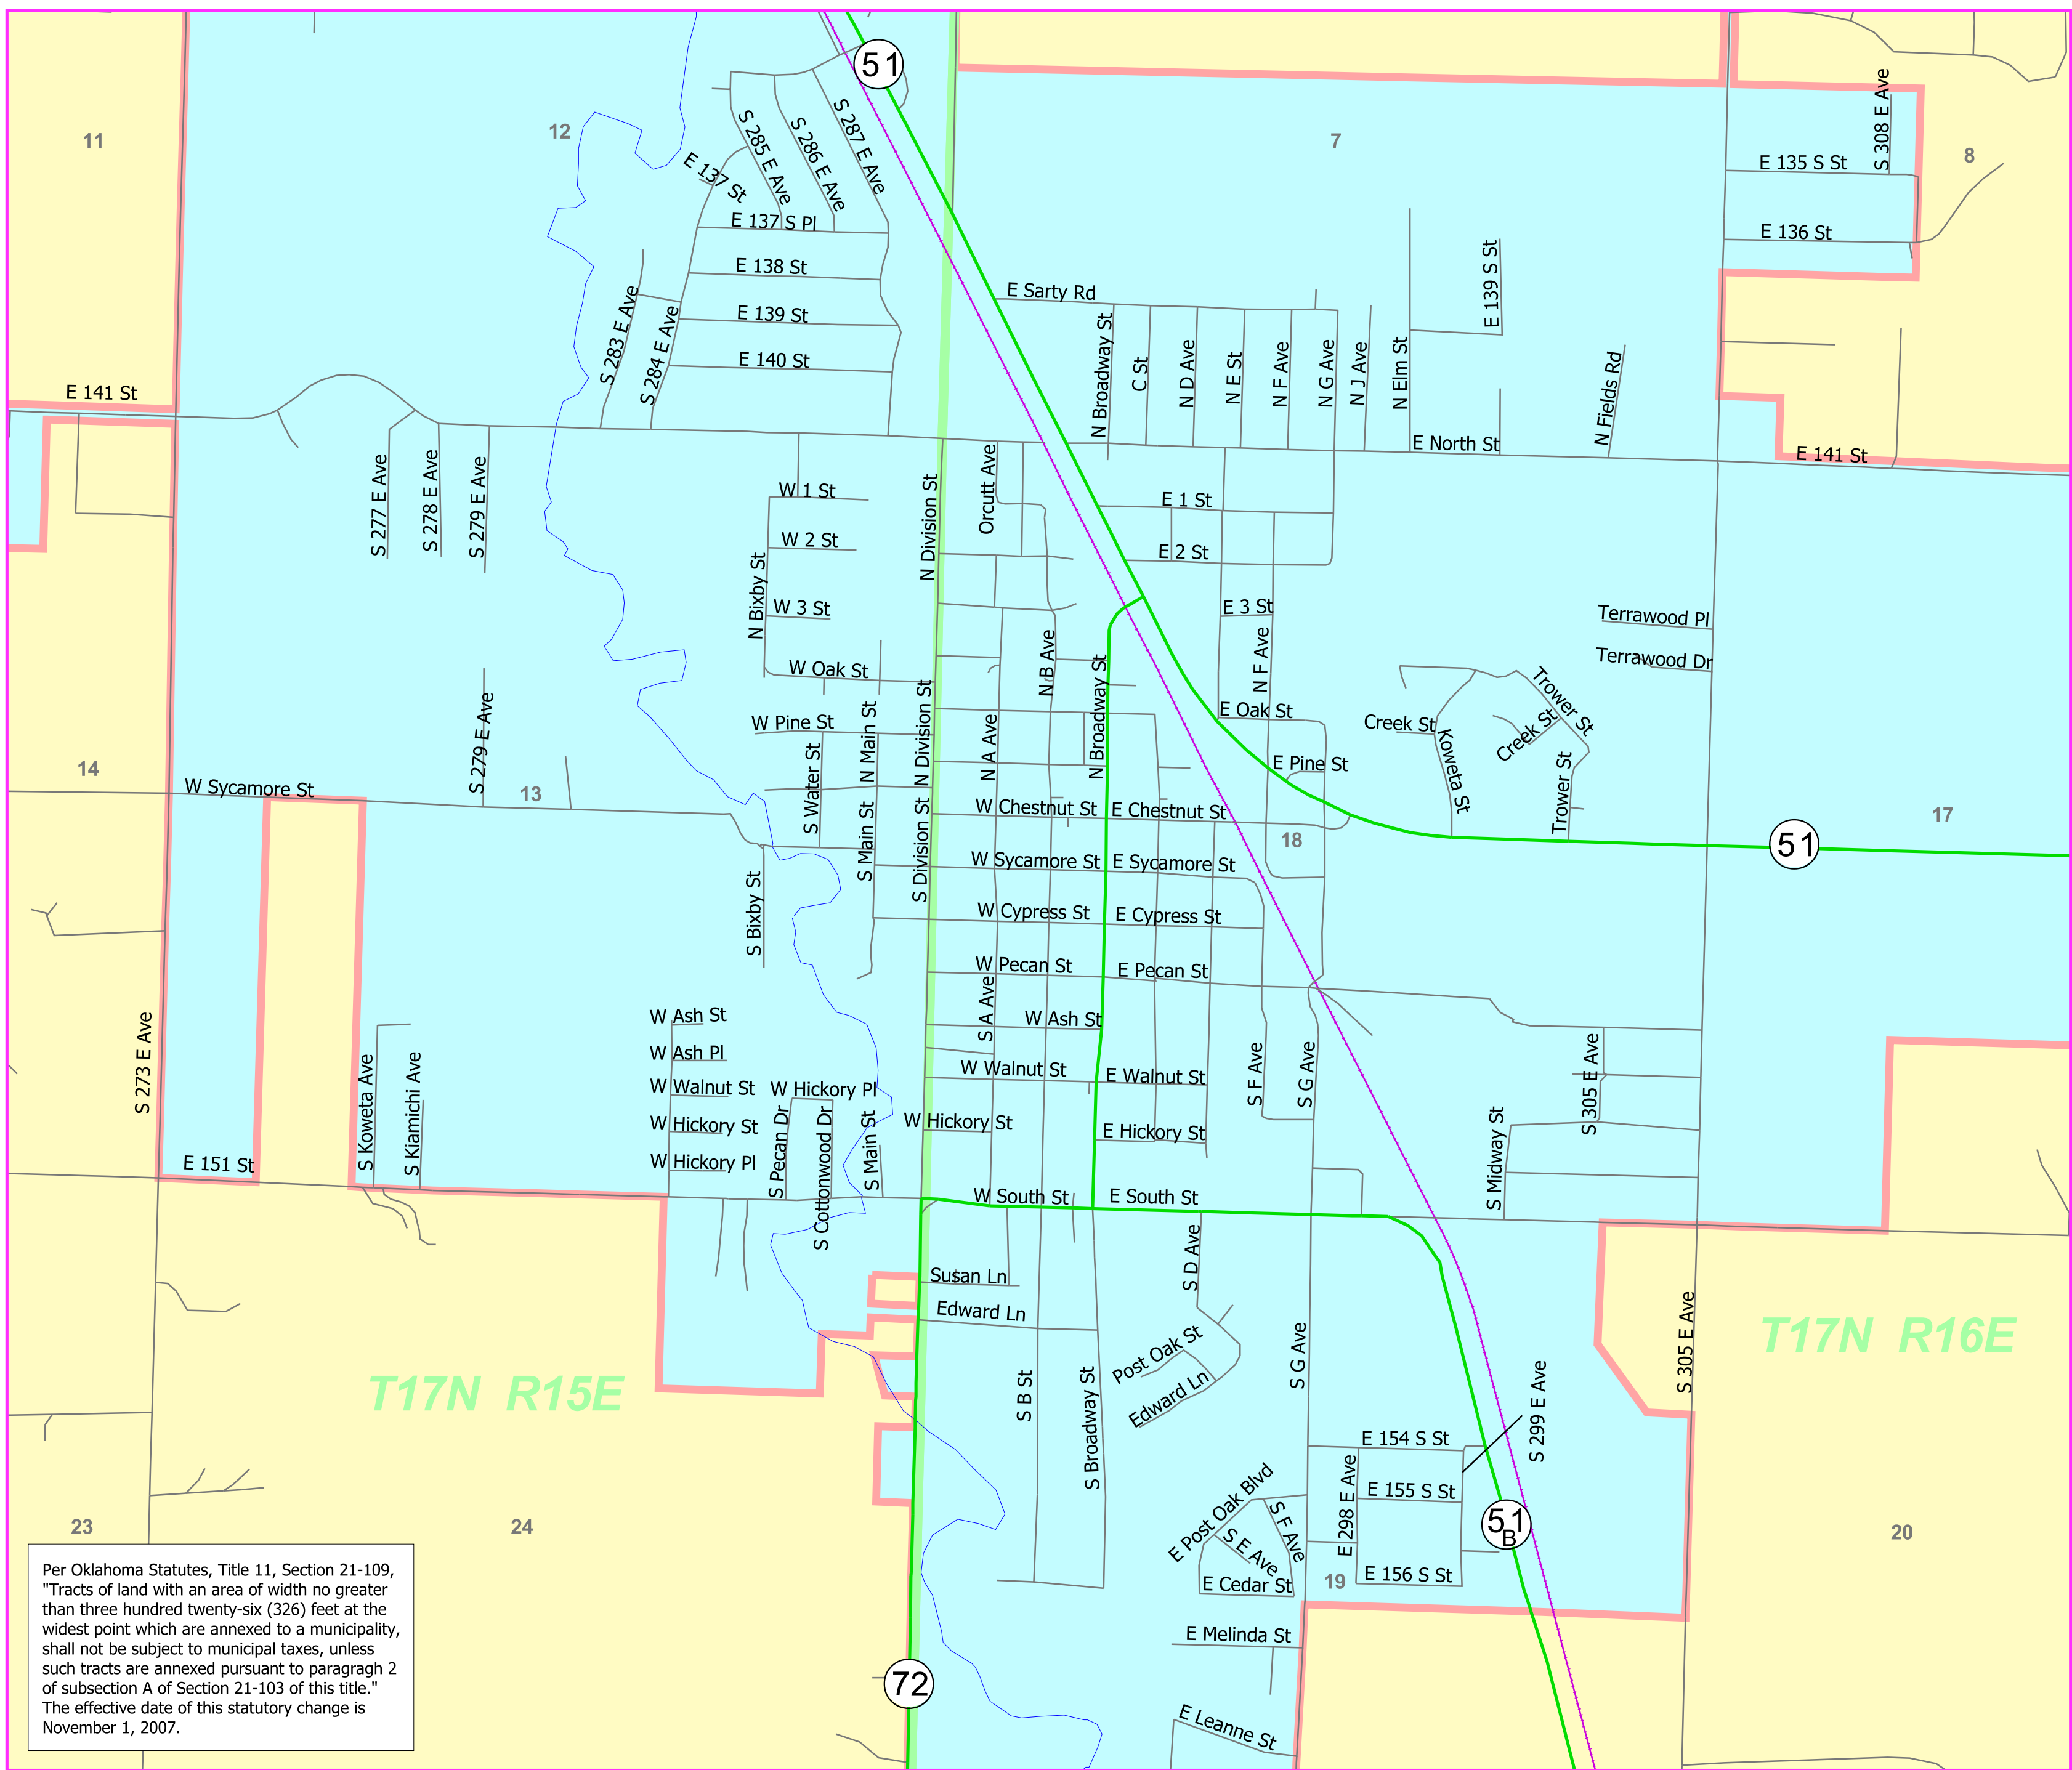 51
11
12
7
8
S 308 E Ave
E 135 S St
E 136 St
S 285 E Ave
S 286 E Ave
S 287 E Ave
E 137 St
E 137 S Pl
E 138 St
E 139 St
E 140 St
S 283 E Ave
S 284 E Ave
E Sarty Rd
N Broadway St
C St
N D Ave
N E St
N F Ave
N G Ave
N J Ave
N Elm St
E 139 S St
N Fields Rd
E 141 St
E North St
E 141 St
S 277 E Ave
S 278 E Ave
S 279 E Ave
W 1 St
W 2 St
W 3 St
N Bixby St
N Division St
Orcutt Ave
E 1 St
E 2 St
E 3 St
N F Ave
N B Ave
N Broadway St
Terrawood Pl
Terrawood Dr
W Oak St
E Oak St
W Pine St
E Pine St
Trower St
Creek St
Creek St
Koweta St
Trower St
S 279 E Ave
N Main St
N Division St
S Division St
N A Ave
S Water St
14
W Sycamore St
13
W Chestnut St
E Chestnut St
18
51
17
S Main St
S Division St
W Sycamore St
E Sycamore St
S Bixby St
W Cypress St
E Cypress St
W Pecan St
E Pecan St
S A Ave
W Ash St
W Ash St
W Ash Pl
W Walnut St
W Hickory St
W Hickory Pl
W Hickory Pl
S Pecan Dr
S Cottonwood Dr
S Main St
W Walnut St
E Walnut St
W Hickory St
E Hickory St
S F Ave
S G Ave
S 305 E Ave
S Midway St
S 273 E Ave
S Koweta Ave
S Kiamichi Ave
E 151 St
W South St
E South St
S D Ave
Susan Ln
Edward Ln
Post Oak St
Edward Ln
S B St
S Broadway St
S G Ave
S 305 E Ave
S 299 E Ave
T17N R15E
T17N R16E
E 154 S St
E 155 S St
E 156 S St
E 298 E Ave
51
B
E Post Oak Blvd
S F Ave
S E Ave
E Cedar St
19
20
23
24
E Melinda St
E Leanne St
72
Per Oklahoma Statutes, Title 11, Section 21-109,
"Tracts of land with an area of width no greater
than three hundred twenty-six (326) feet at the
widest point which are annexed to a municipality,
shall not be subject to municipal taxes, unless
such tracts are annexed pursuant to paragragh 2
of subsection A of Section 21-103 of this title."
The effective date of this statutory change is
November 1, 2007.